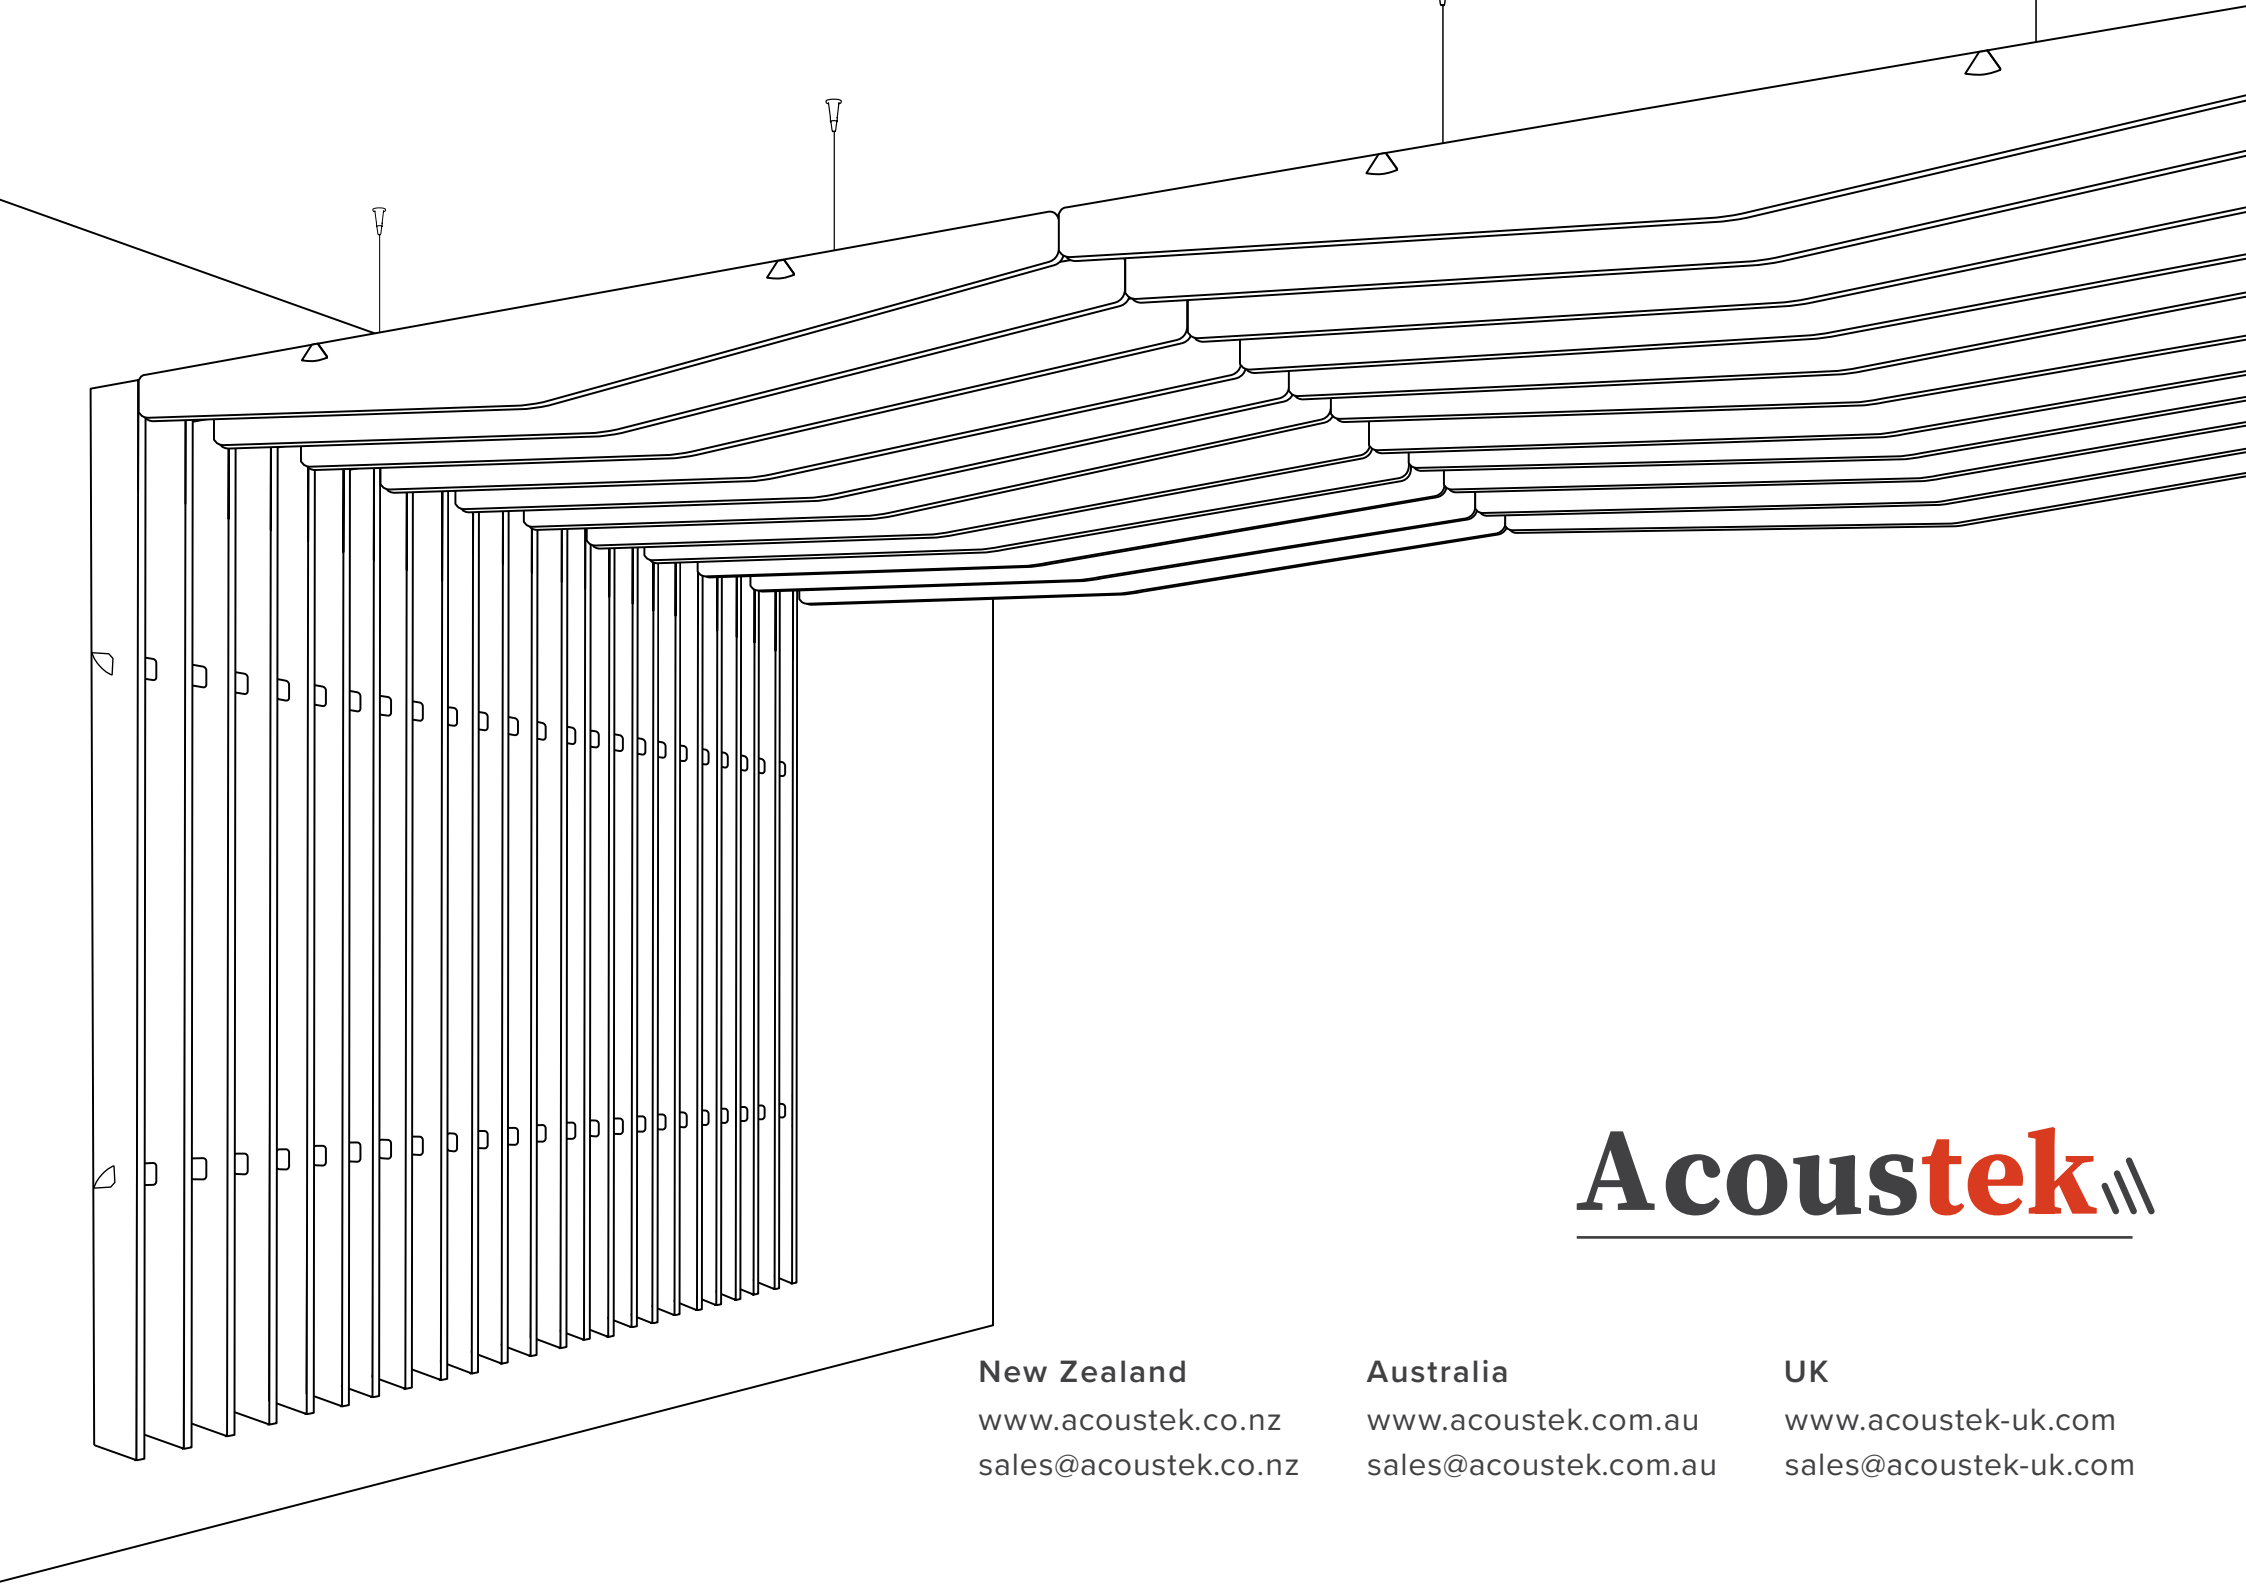 Acoustek
New Zealand
www.acoustek.co.nz
sales@acoustek.co.nz
Australia
www.acoustek.com.au
sales@acoustek.com.au
UK
www.acoustek-uk.com
sales@acoustek-uk.com